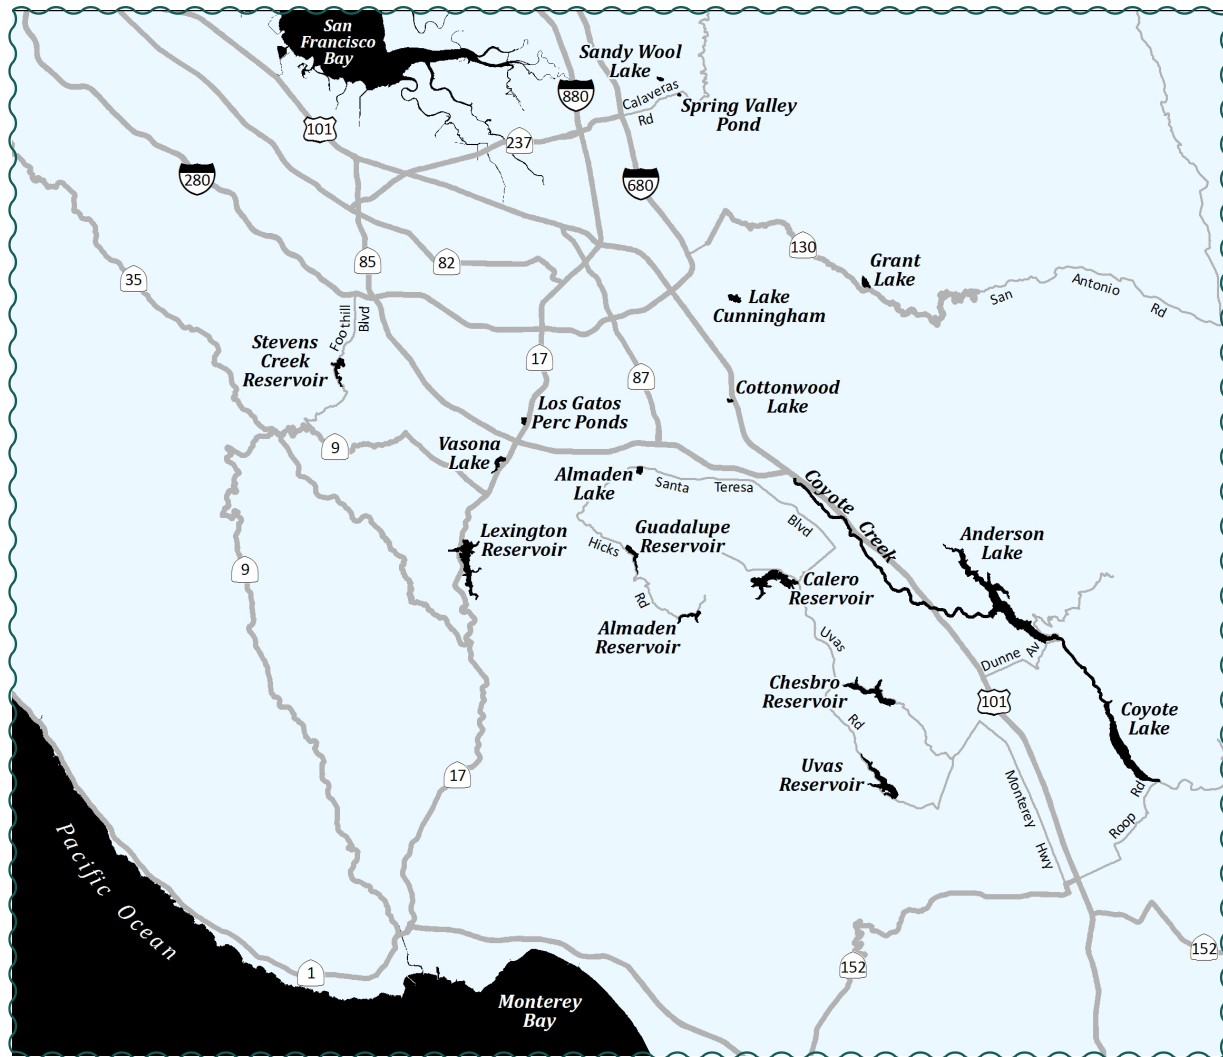 San
Francisco
Bay
Sandy Wool
Lake
880
Calaveras
Rd
Spring Valley
Pond
101
237
280
680
130
Grant
Lake
85
82
35
San
Antonio
Rd
Lake
Cunningham
Foothill
Blvd
Stevens
Creek
Reservoir
17
87
Cottonwood
Lake
Los Gatos
Perc Ponds
9
Vasona
Lake
Almaden
Lake
Santa
Teresa
Blvd
Coyote Creek
Lexington
Reservoir
Hicks
Rd
Guadalupe
Reservoir
Anderson
Lake
9
Calero
Reservoir
Almaden
Reservoir
Uvas
Rd
Dunne
Av
Chesbro
Reservoir
101
Coyote
Lake
17
Uvas
Reservoir
Monterey
Hwy
Roop
Rd
Pacific Ocean
152
152
1
Monterey
Bay